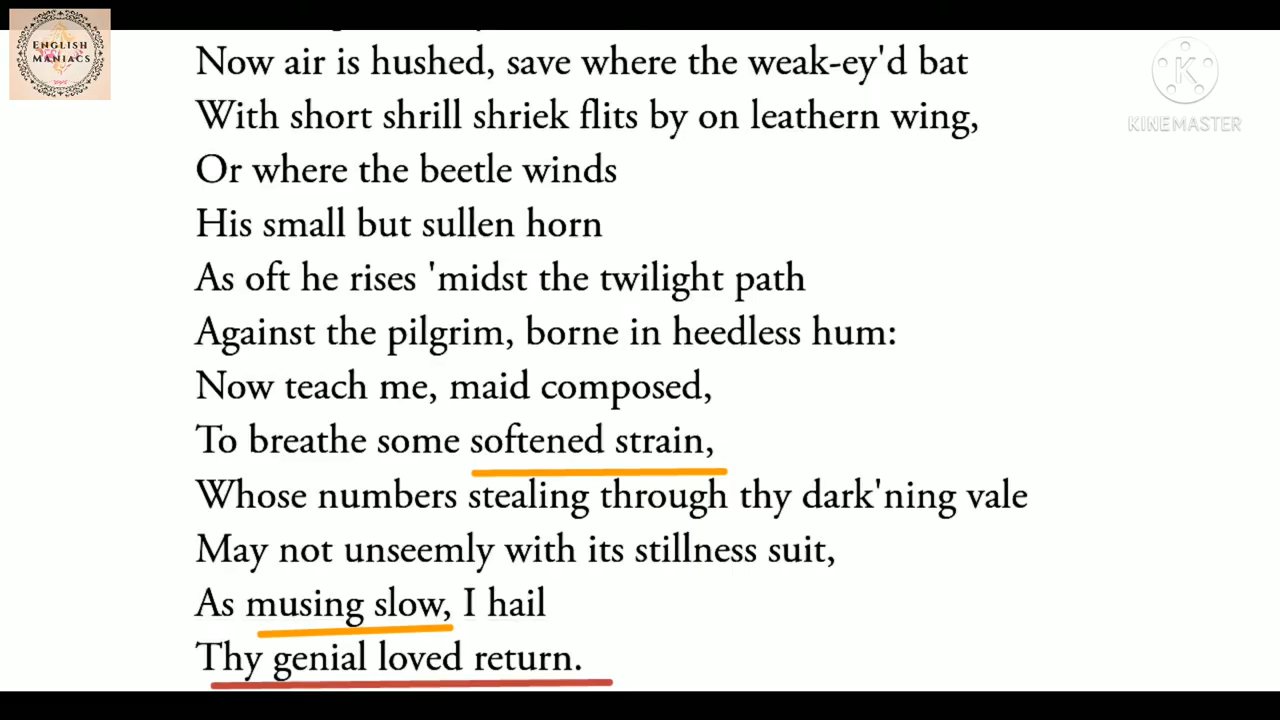 ENGLISH
MANIACS
KINEMASTER
Now air is hushed, save where the weak-ey'd bat
With short shrill shriek flits by on leathern wing,
Or where the beetle winds
His small but sullen horn
As oft he rises 'midst the twilight path
Against the pilgrim, borne in heedless hum:
Now teach me, maid composed,
To breathe some softened strain,
Whose numbers stealing through thy dark'ning vale
May not unseemly with its stillness suit,
As musing slow, I hail
Thy genial loved return.